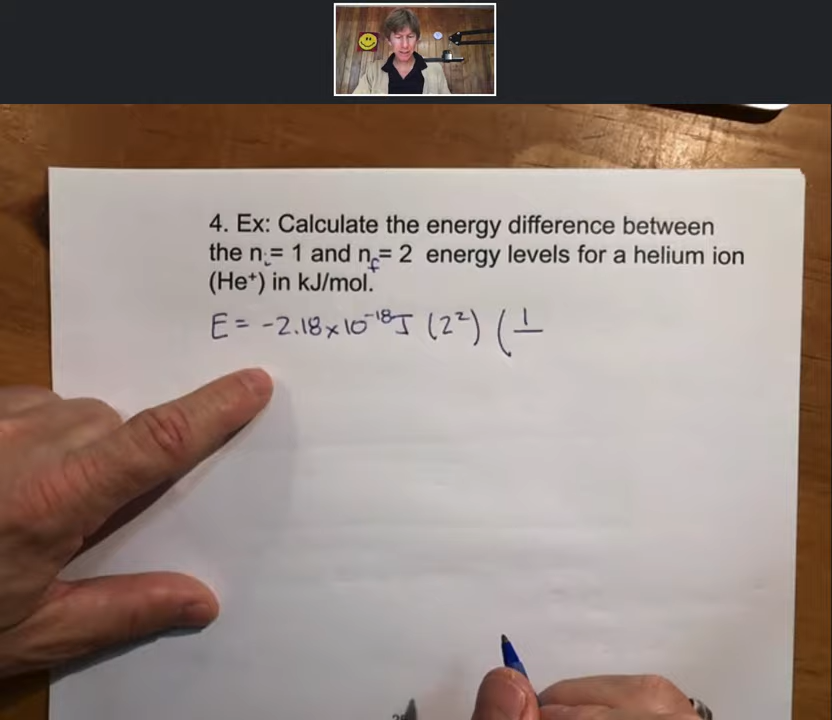 4. Ex: Calculate the energy difference between
the nᵢ= 1 and n_f= 2 energy levels for a helium ion
(He⁺) in kJ/mol.
E = -2.18×10⁻¹⁸J (2²) ( 1